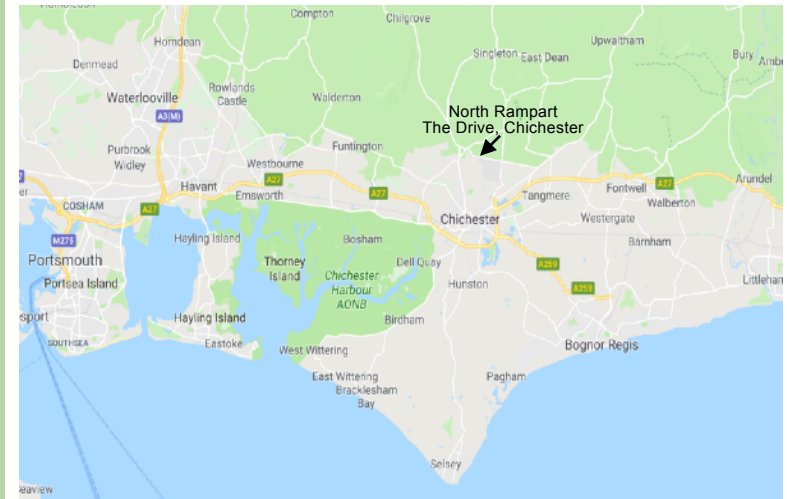 Compton
Chilgrove
Horndean
Upwaltham
Denmead
Singleton
East Dean
Bury
Waterlooville
Rowlands
Castle
Walderton
A3(M)
North Rampart
The Drive, Chichester
Purbrook
Widley
Funtington
Westbourne
A27
Havant
Emsworth
A27
Fontwell
A27
Arundel
Tangmere
Walberton
COSHAM
A27
Chichester
Westergate
M275
Hayling Island
Bosham
Barnham
Portsmouth
Thorney
Island
Dell Quay
A259
Portsea Island
Chichester
Harbour
AONB
Hunston
A259
Littleham
sport
Hayling Island
Birdham
SOUTHSEA
Eastoke
West Wittering
Bognor Regis
East Wittering
Bracklesham
Bay
Pagham
Selsey
eaview